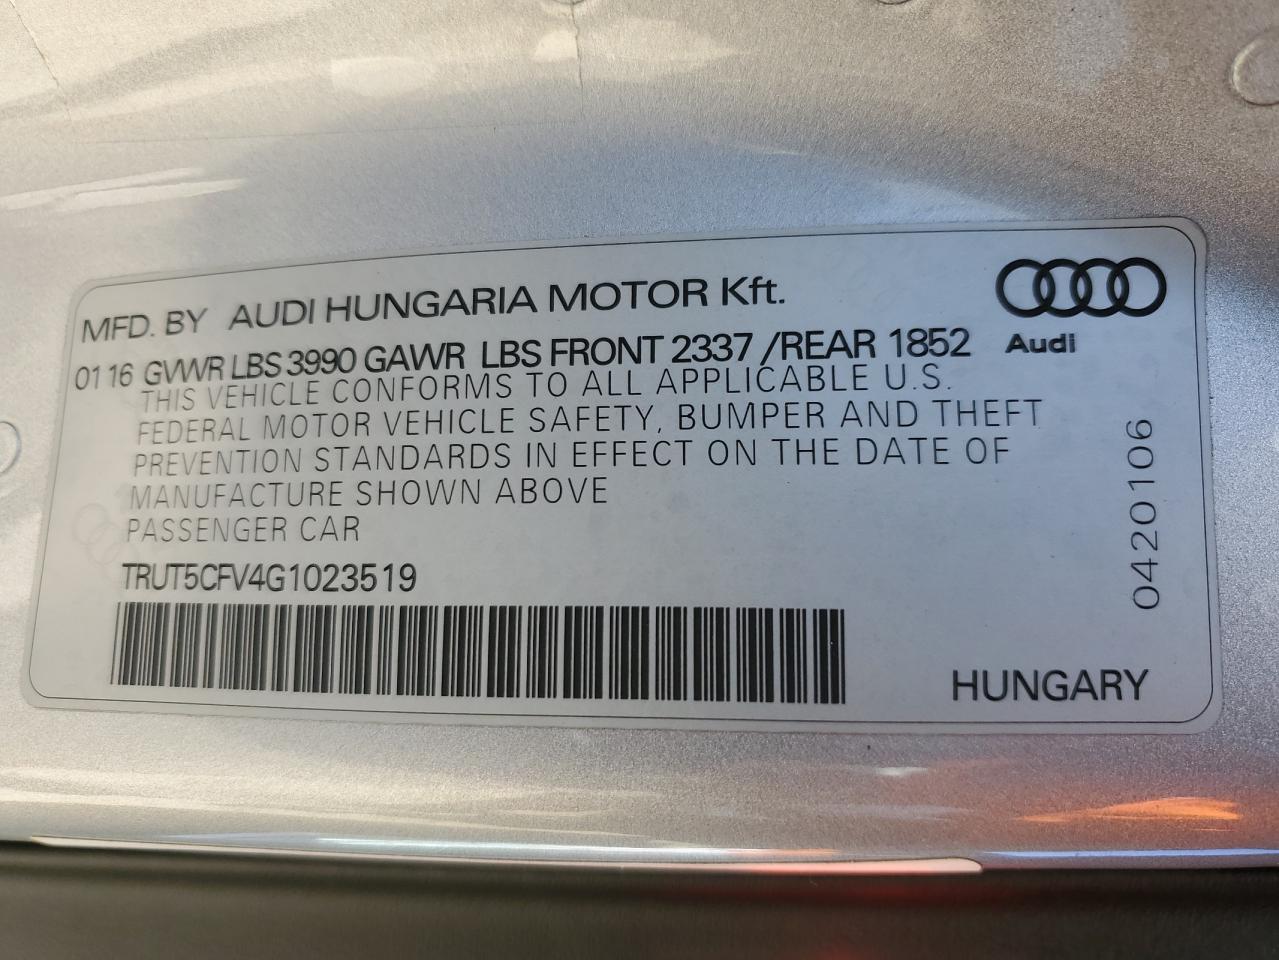 MFD. BY AUDI HUNGARIA MOTOR Kft.
Audi
01 16 GVWR LBS 3990 GAWR LBS FRONT 2337 /REAR 1852
THIS VEHICLE CONFORMS TO ALL APPLICABLE U.S.
FEDERAL MOTOR VEHICLE SAFETY, BUMPER AND THEFT
PREVENTION STANDARDS IN EFFECT ON THE DATE OF
MANUFACTURE SHOWN ABOVE
PASSENGER CAR
TRUT5CFV4G1023519
0420106
HUNGARY